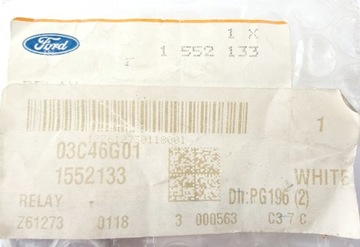 Ford
1 X
1 552 133
RELAY
03C46G01
1
1552133
WHITE
Dh:PG196 (2)
RELAY
Z61273 0118 3 000563 C3 7 C